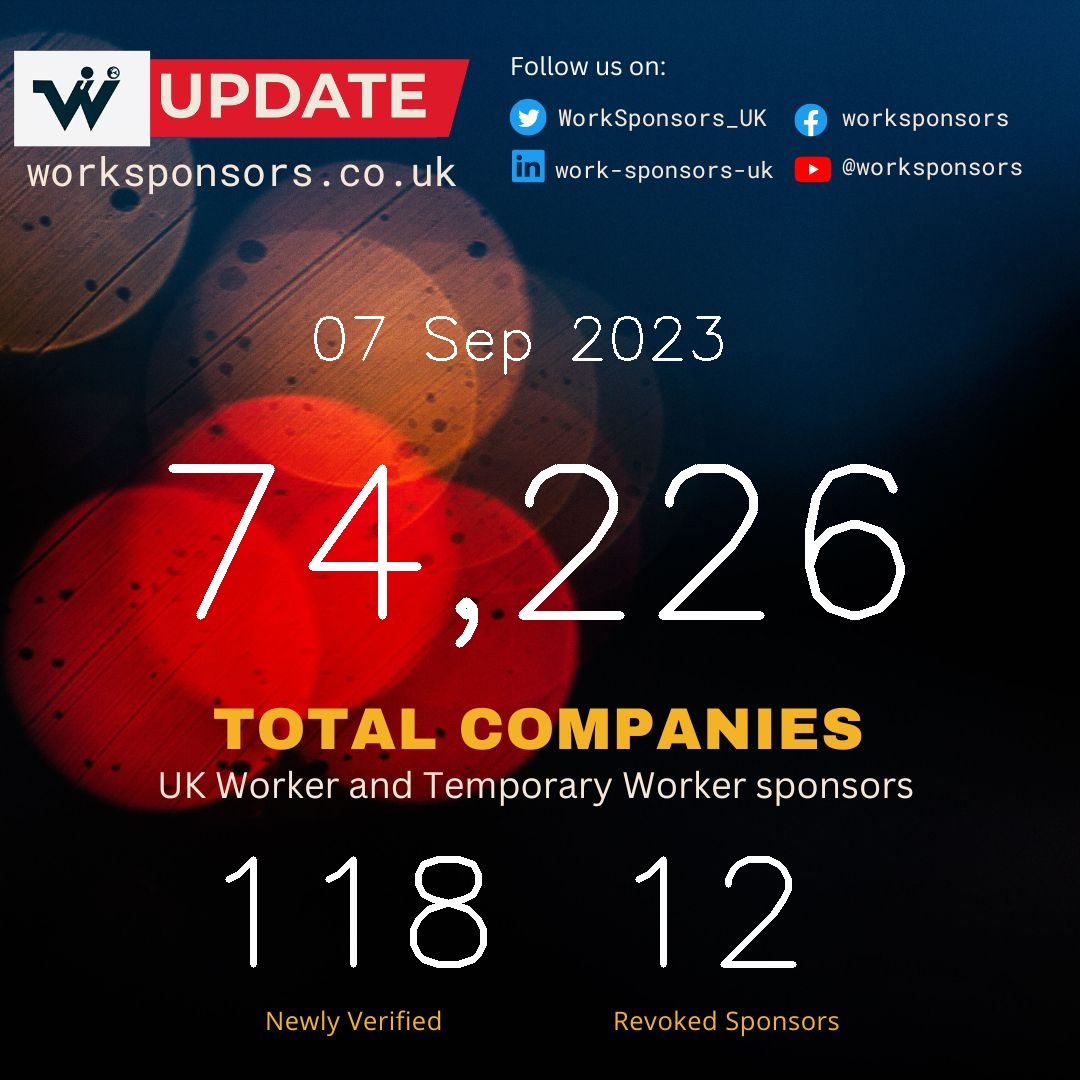 UPDATE
worksponsors.co.uk
Follow us on:
WorkSponsors_UK
worksponsors
work-sponsors-uk
@worksponsors
07 Sep 2023
74,226
TOTAL COMPANIES
UK Worker and Temporary Worker sponsors
118
12
Newly Verified
Revoked Sponsors